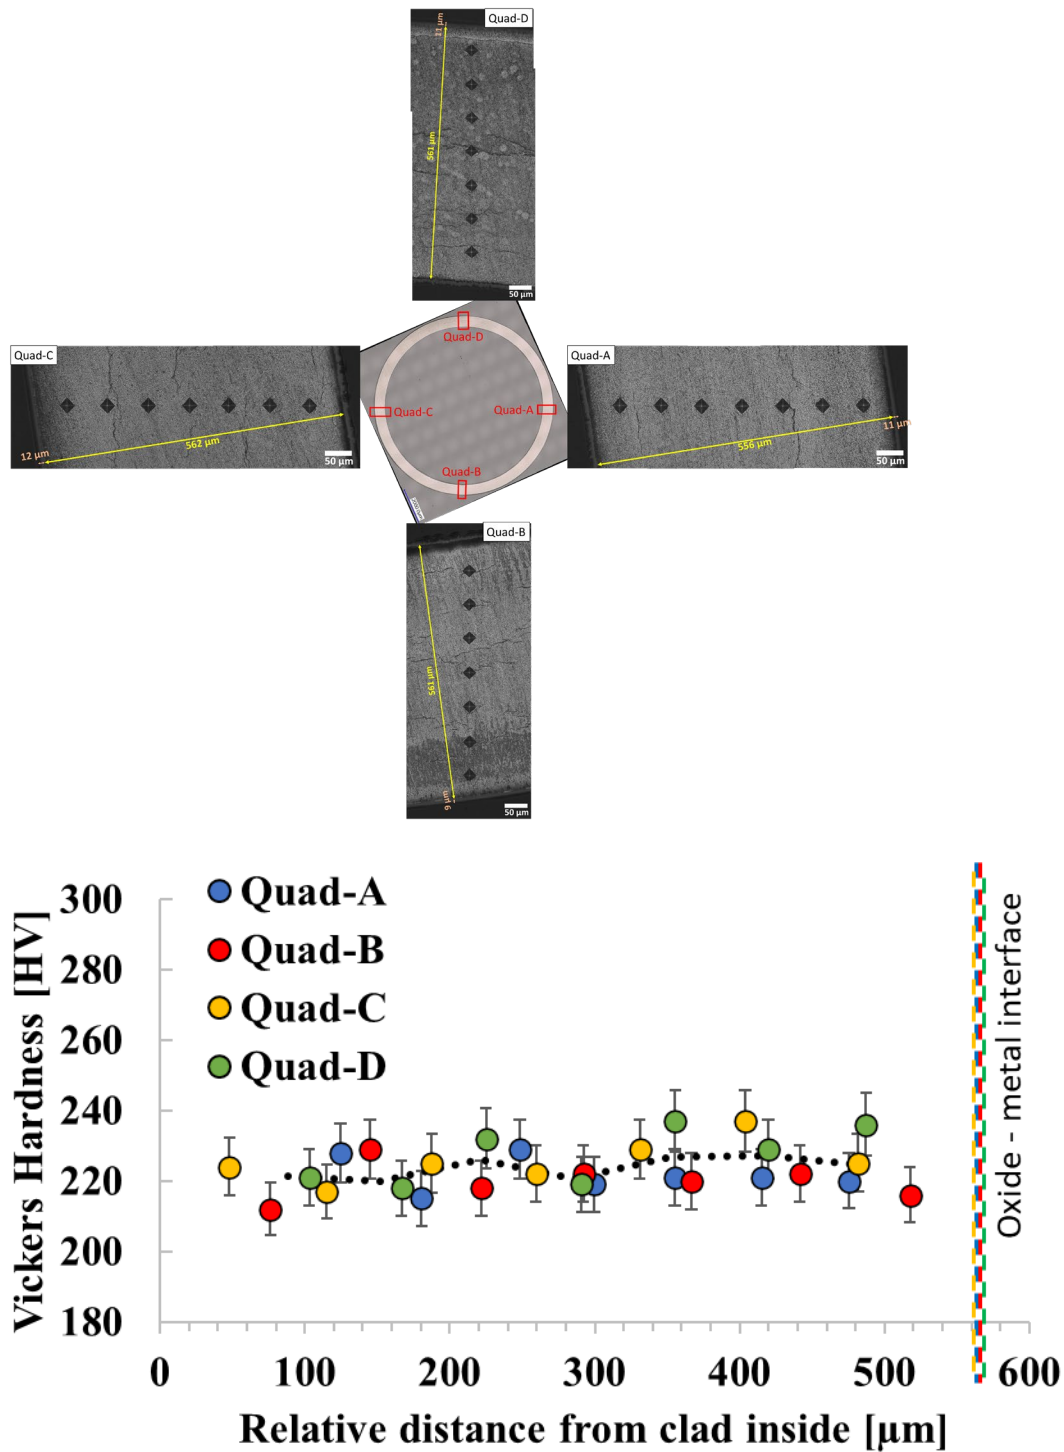 Quad-D
11 µm
561 µm
50 µm
Quad-C
12 µm
562 µm
50 µm
Quad-D
Quad-C
Quad-A
Quad-B
Quad-A
11 µm
556 µm
50 µm
Quad-B
561 µm
9 µm
50 µm
Quad-A
Quad-B
Quad-C
Quad-D
Vickers Hardness [HV]
300
280
260
240
220
200
180
0
100
200
300
400
500
600
Relative distance from clad inside [µm]
Oxide - metal interface